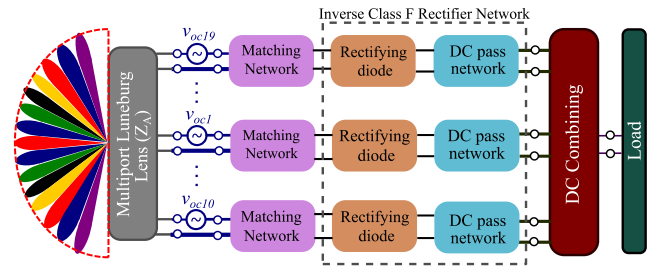 Inverse Class F Rectifier Network
Multiport Luneburg
Lens (Z_A)
v_oc19
Matching
Network
Rectifying
diode
DC pass
network
v_oc1
Matching
Network
Rectifying
diode
DC pass
network
v_oc10
Matching
Network
Rectifying
diode
DC pass
network
DC Combining
Load